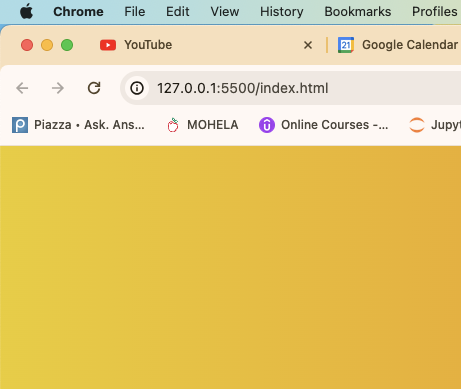 Chrome File Edit View History Bookmarks Profiles
YouTube Google Calendar
21
127.0.0.1:5500/index.html
Piazza • Ask. Ans... MOHELA Online Courses -... Jupyt